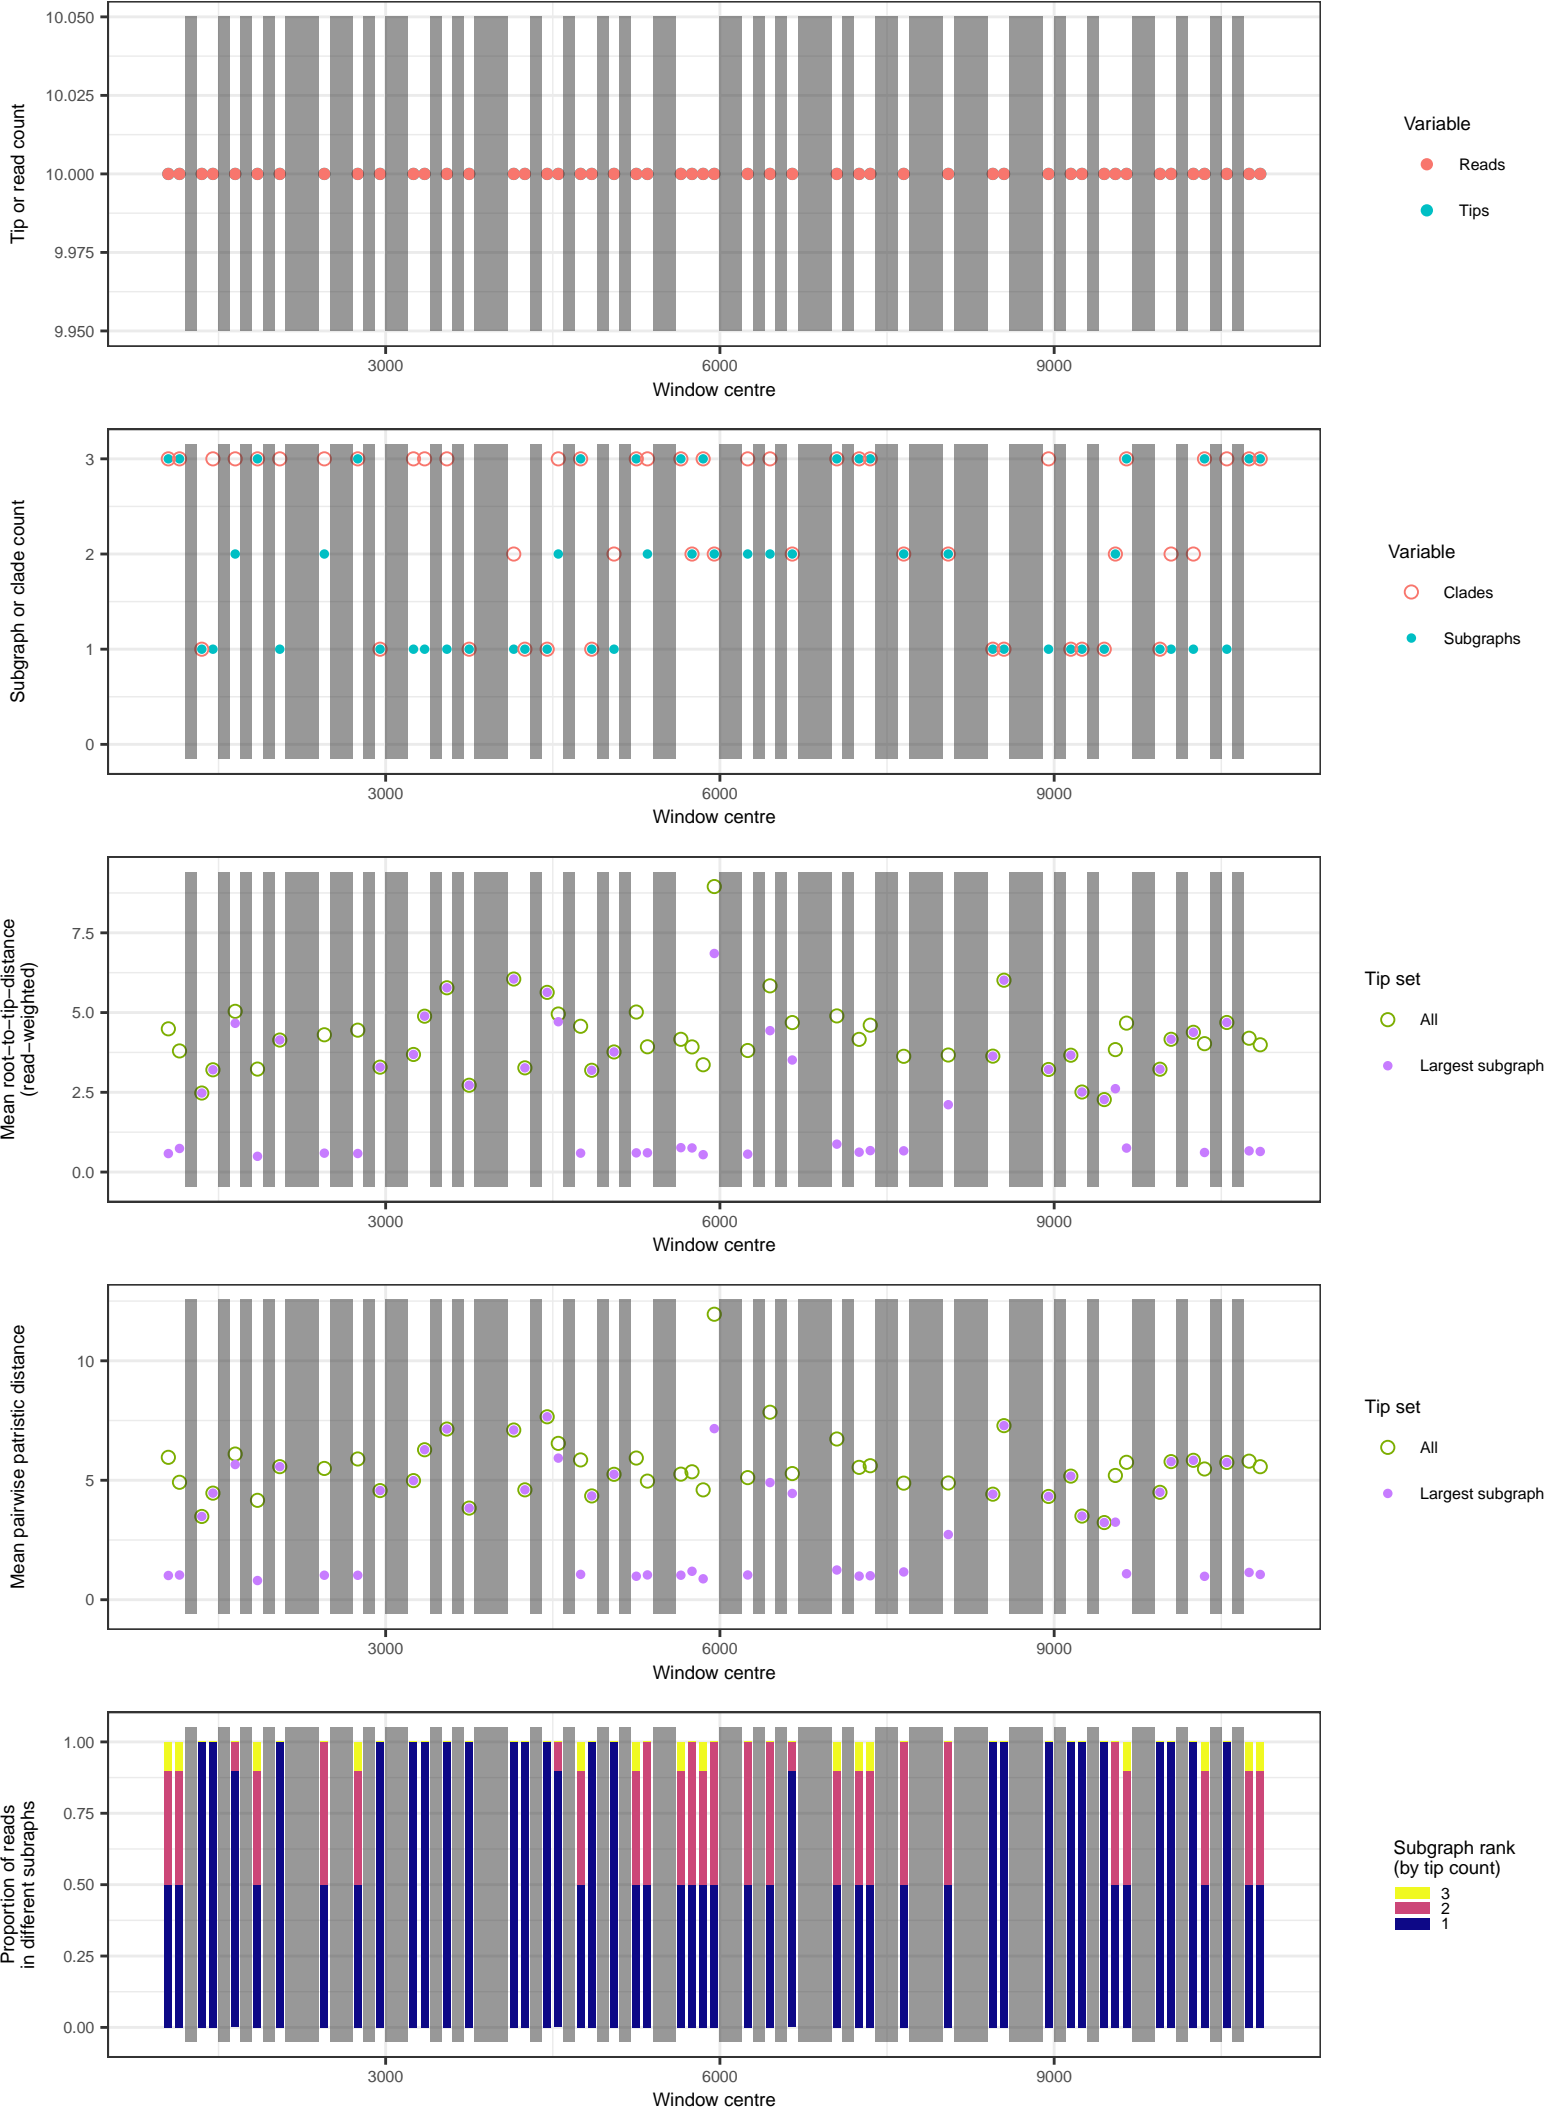 10.050
10.025
10.000
9.975
9.950
Tip or read count
3000
6000
9000
Window centre
Variable
Reads
Tips
3
2
1
0
Subgraph or clade count
3000
6000
9000
Window centre
Variable
Clades
Subgraphs
7.5
5.0
2.5
0.0
Mean root−to−tip−distance
(read−weighted)
3000
6000
9000
Window centre
Tip set
All
Largest subgraph
10
5
0
Mean pairwise patristic distance
3000
6000
9000
Window centre
Tip set
All
Largest subgraph
1.00
0.75
0.50
0.25
0.00
Proportion of reads
in different subraphs
3000
6000
9000
Window centre
Subgraph rank
(by tip count)
3
2
1